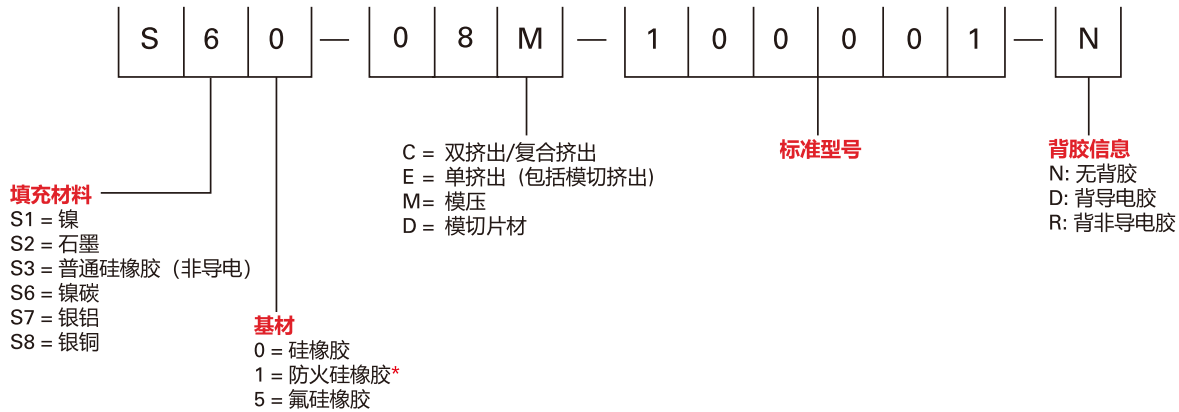 S 6 0 — 0 8 M — 1 0 0 0 0 1 — N
填充材料
S1 = 镍
S2 = 石墨
S3 = 普通硅橡胶（非导电）
S6 = 镍碳
S7 = 银铝
S8 = 银铜
基材
0 = 硅橡胶
1 = 防火硅橡胶*
5 = 氟硅橡胶
C = 双挤出/复合挤出
E = 单挤出 (包括模切挤出)
M= 模压
D = 模切片材
标准型号
背胶信息
N: 无背胶
D: 背导电胶
R: 背非导电胶